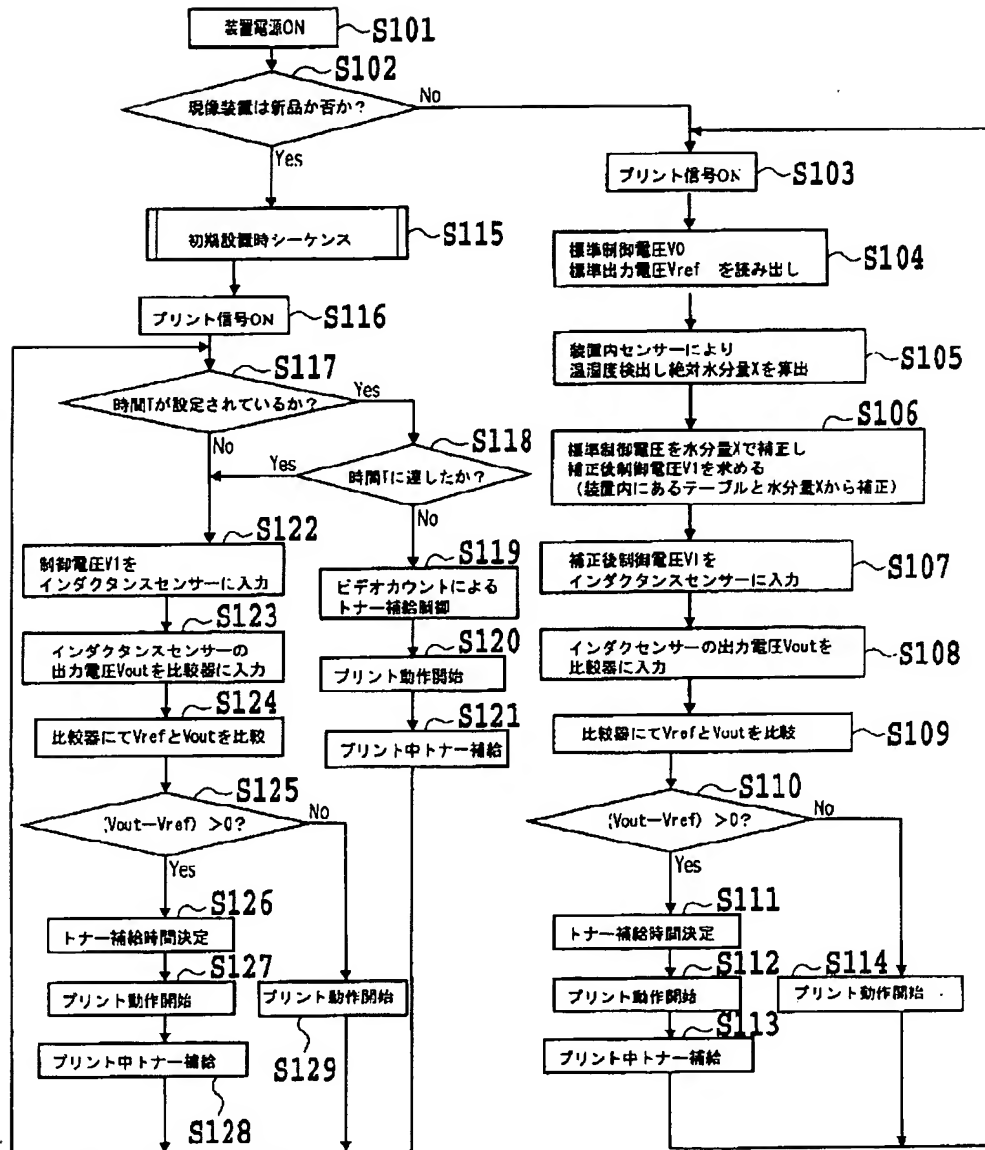 装置電源ON
S101
S102
現像装置は新品か否か?
No
Yes
初期設置時シーケンス
S115
プリント信号ON
S116
S117
時間Tが設定されているか?
Yes
No
S118
時間Tに達したか?
Yes
No
S119
ビデオカウントによる
トナー補給制御
S120
プリント動作開始
S121
プリント中トナー補給
S122
制御電圧V1を
インダクタンスセンサーに入力
S123
インダクタンスセンサーの
出力電圧Voutを比較器に入力
S124
比較器にてVrefとVoutを比較
S125
(Vout−Vref) >0?
No
Yes
S126
トナー補給時間決定
S127
プリント動作開始
プリント中トナー補給
S128
プリント動作開始
S129
プリント信号ON
S103
標準制御電圧V0
標準出力電圧Vref を読み出し
S104
装置内センサーにより
温湿度検出し絶対水分量Xを算出
S105
S106
標準制御電圧を水分量Xで補正し
補正後制御電圧V1を求める
(装置内にあるテーブルと水分量Xから補正)
補正後制御電圧V1を
インダクタンスセンサーに入力
S107
インダクセンサーの出力電圧Voutを
比較器に入力
S108
比較器にてVrefとVoutを比較
S109
S110
(Vout−Vref) >0?
No
Yes
S111
トナー補給時間決定
S112
プリント動作開始
S113
プリント中トナー補給
S114
プリント動作開始